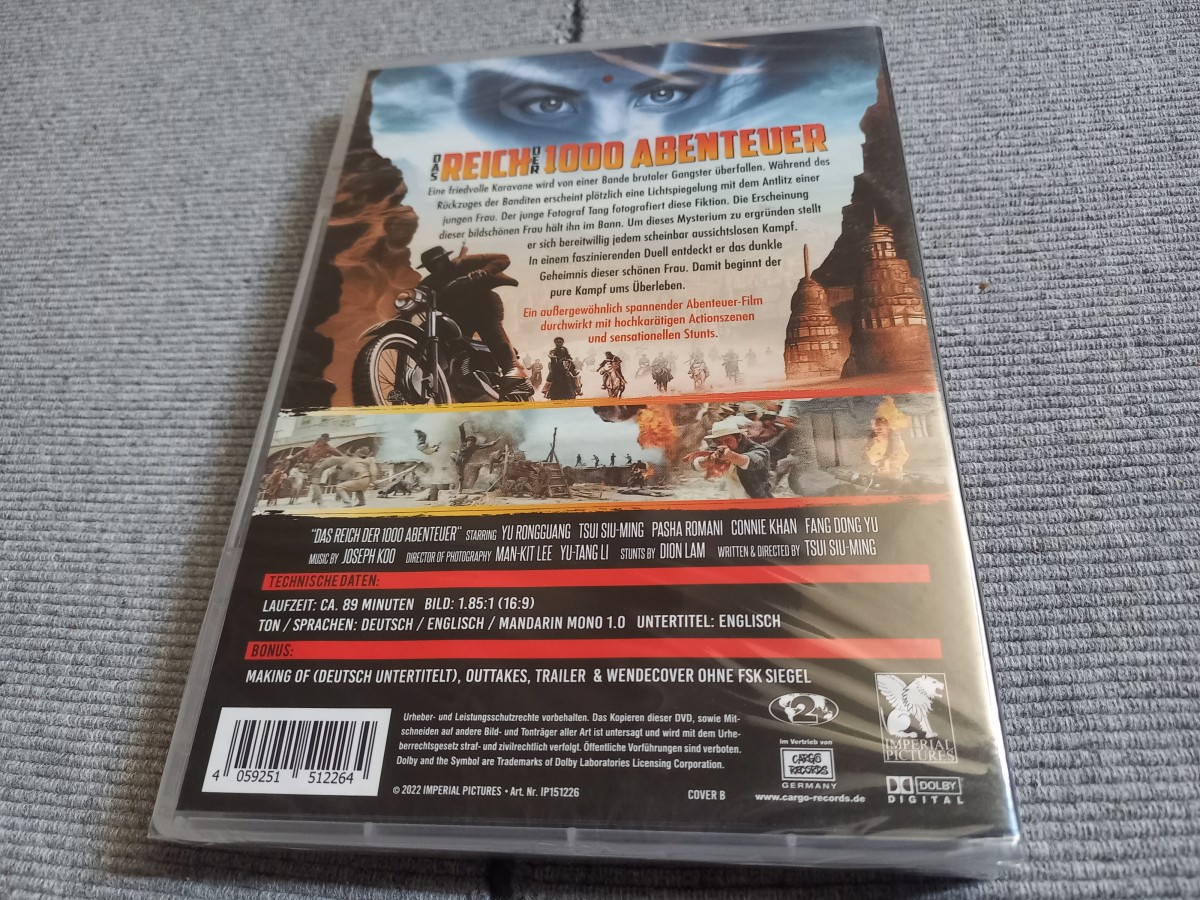 DAS REICH DER 1000 ABENTEUER
Eine friedvolle Karavane wird von einer Bande brutaler Gangster überfallen. Während des
Rückzuges der Banditen erscheint plötzlich eine Lichtspiegelung mit dem Antlitz einer
jungen Frau. Der junge Fotograf Tang fotografiert diese Fiktion. Die Erscheinung
dieser bildschönen Frau hält ihn im Bann. Um dieses Mysterium zu ergründen stellt
er sich bereitwillig jedem scheinbar aussichtslosen Kampf.
In einem faszinierenden Duell entdeckt er das dunkle
Geheimnis dieser schönen Frau. Damit beginnt der
pure Kampf ums Überleben.
Ein außergewöhnlich spannender Abenteuer-Film
durchwirkt mit hochkarätigen Actionszenen
und sensationellen Stunts.
"DAS REICH DER 1000 ABENTEUER" STARRING YU RONGGUANG TSUI SIU-MING PASHA ROMANI CONNIE KHAN FANG DONG YU
MUSIC BY JOSEPH KOO DIRECTOR OF PHOTOGRAPHY MAN-KIT LEE YU-TANG LI STUNTS BY DION LAM WRITTEN & DIRECTED BY TSUI SIU-MING
TECHNISCHE DATEN:
LAUFZEIT: CA. 89 MINUTEN BILD: 1.85:1 (16:9)
TON / SPRACHEN: DEUTSCH / ENGLISCH / MANDARIN MONO 1.0 UNTERTITEL: ENGLISCH
BONUS:
MAKING OF (DEUTSCH UNTERTITELT), OUTTAKES, TRAILER & WENDECOVER OHNE FSK SIEGEL
Urheber- und Leistungsschutzrechte vorbehalten. Das Kopieren dieser DVD, sowie Mit-
schneiden auf andere Bild- und Tonträger aller Art ist untersagt und wird mit dem Urhe-
berrechtsgesetz straf- und zivilrechtlich verfolgt. Öffentliche Vorführungen sind verboten.
Dolby and the Symbol are Trademarks of Dolby Laboratories Licensing Corporation.
4 059251 512264
© 2022 IMPERIAL PICTURES • Art. Nr. IP151226
COVER B
2
im Vertrieb von
CARGO
RECORDS
GERMANY
www.cargo-records.de
IMPERIAL
PICTURES
DOLBY
DIGITAL